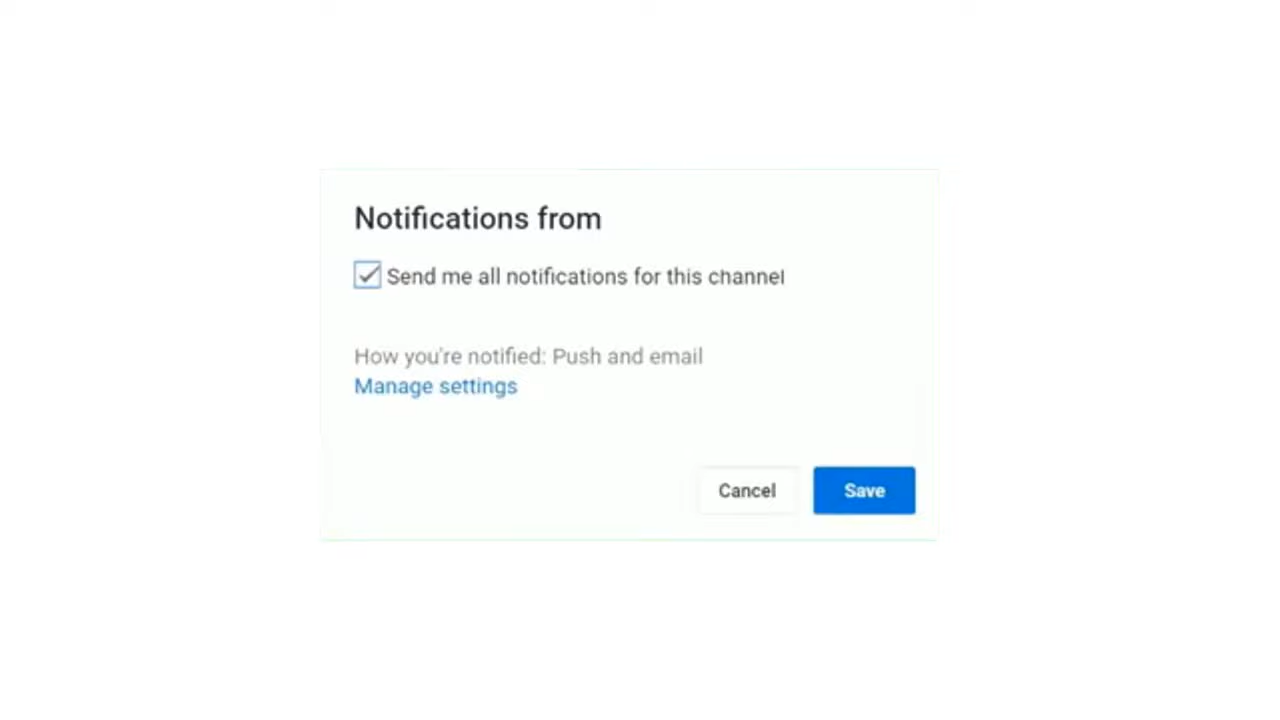 Notifications from
Send me all notifications for this channel
How you're notified: Push and email
Manage settings
Cancel Save